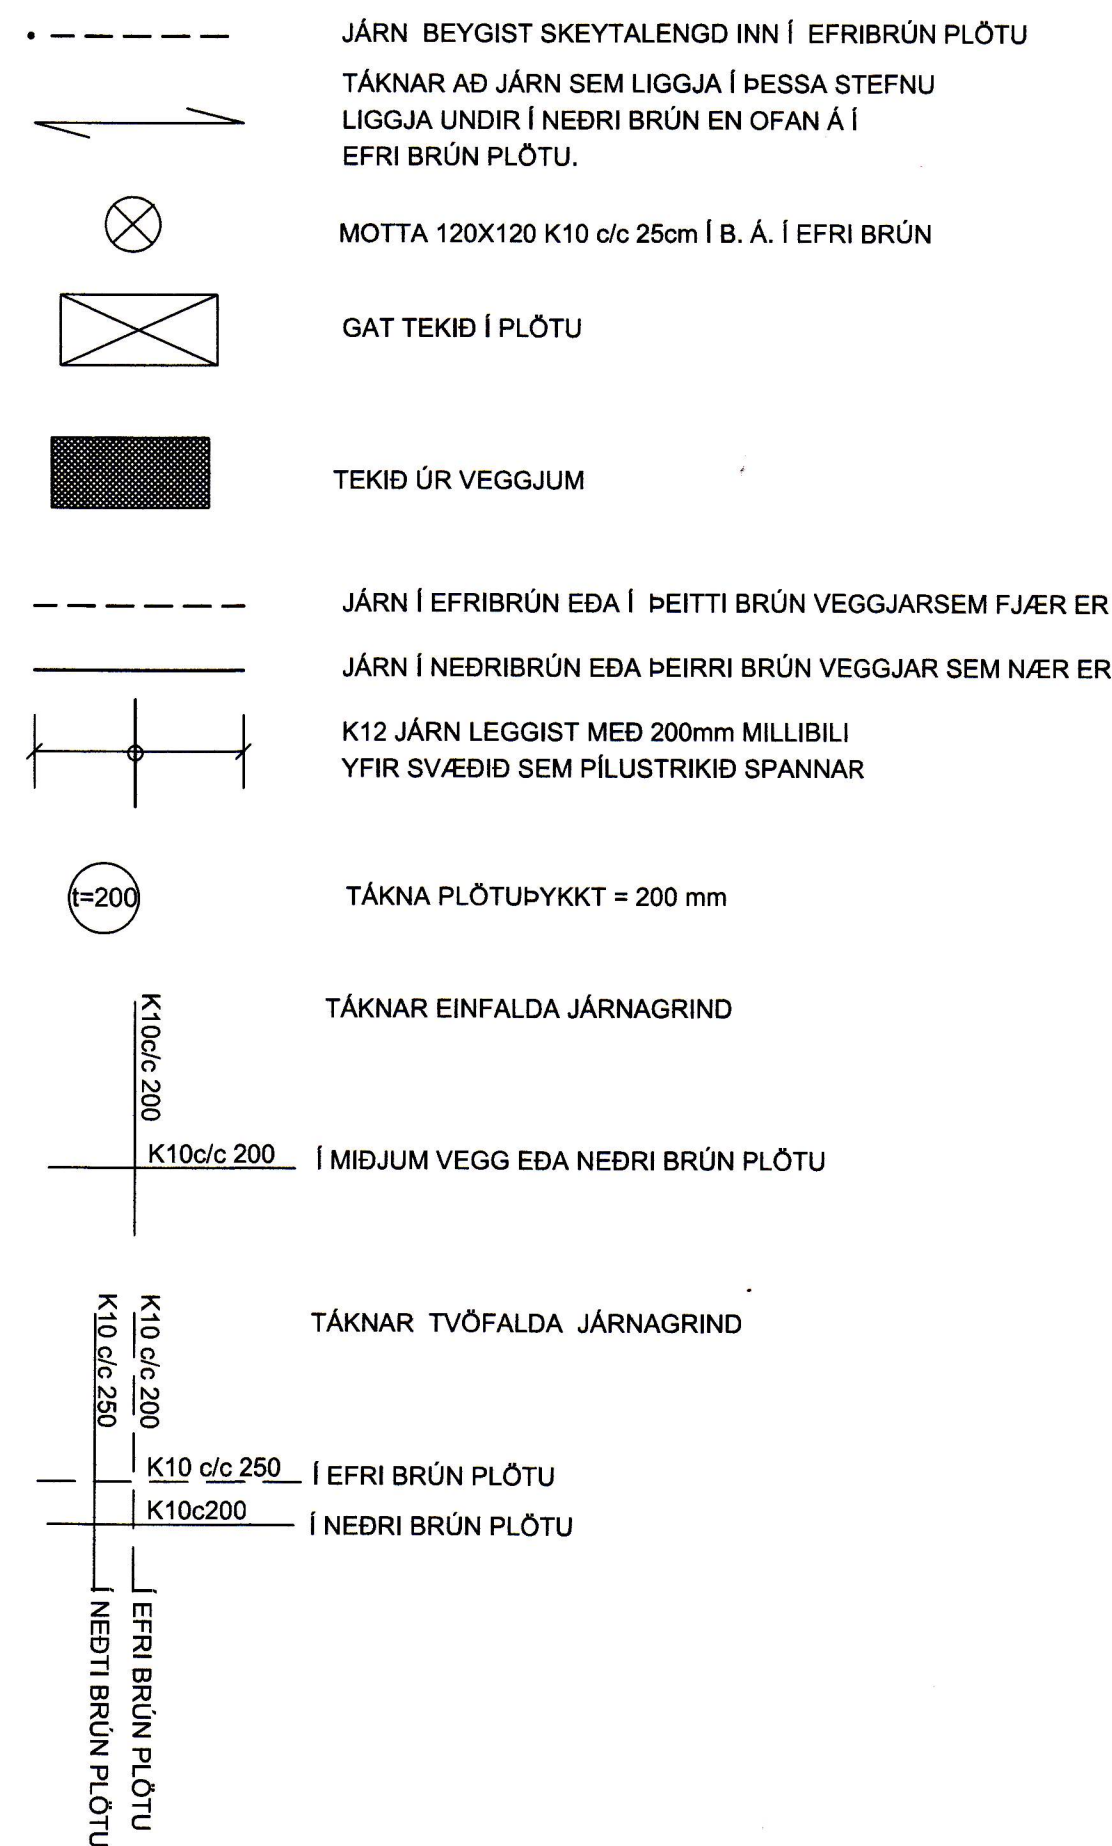 JÁRN BEYGIST SKEYTALENGD INN Í EFRIBRÚN PLÖTU
TÁKNAR AÐ JÁRN SEM LIGGJA Í ÞESSA STEFNU
LIGGJA UNDIR Í NEÐRI BRÚN EN OFAN Á Í
EFRI BRÚN PLÖTU.
MOTTA 120X120 K10 c/c 25cm Í B. Á. Í EFRI BRÚN
GAT TEKIÐ Í PLÖTU
TEKIÐ ÚR VEGGJUM
JÁRN Í EFRIBRÚN EÐA Í ÞEITTI BRÚN VEGGJARSEM FJÆR ER
JÁRN Í NEÐRIBRÚN EÐA ÞEIRRI BRÚN VEGGJAR SEM NÆR ER
K12 JÁRN LEGGIST MEÐ 200mm MILLIBILI
YFIR SVÆÐIÐ SEM PÍLUSTRIKIÐ SPANNAR
t=200
TÁKNA PLÖTUÞYKKT = 200 mm
K10c/c 200
TÁKNAR EINFALDA JÁRNAGRIND
K10c/c 200
Í MIÐJUM VEGG EÐA NEÐRI BRÚN PLÖTU
K10 c/c 250
K10 c/c 200
TÁKNAR TVÖFALDA JÁRNAGRIND
K10 c/c 250
Í EFRI BRÚN PLÖTU
K10c200
Í NEÐRI BRÚN PLÖTU
Í NEÐTI BRÚN PLÖTU
Í EFRI BRÚN PLÖTU